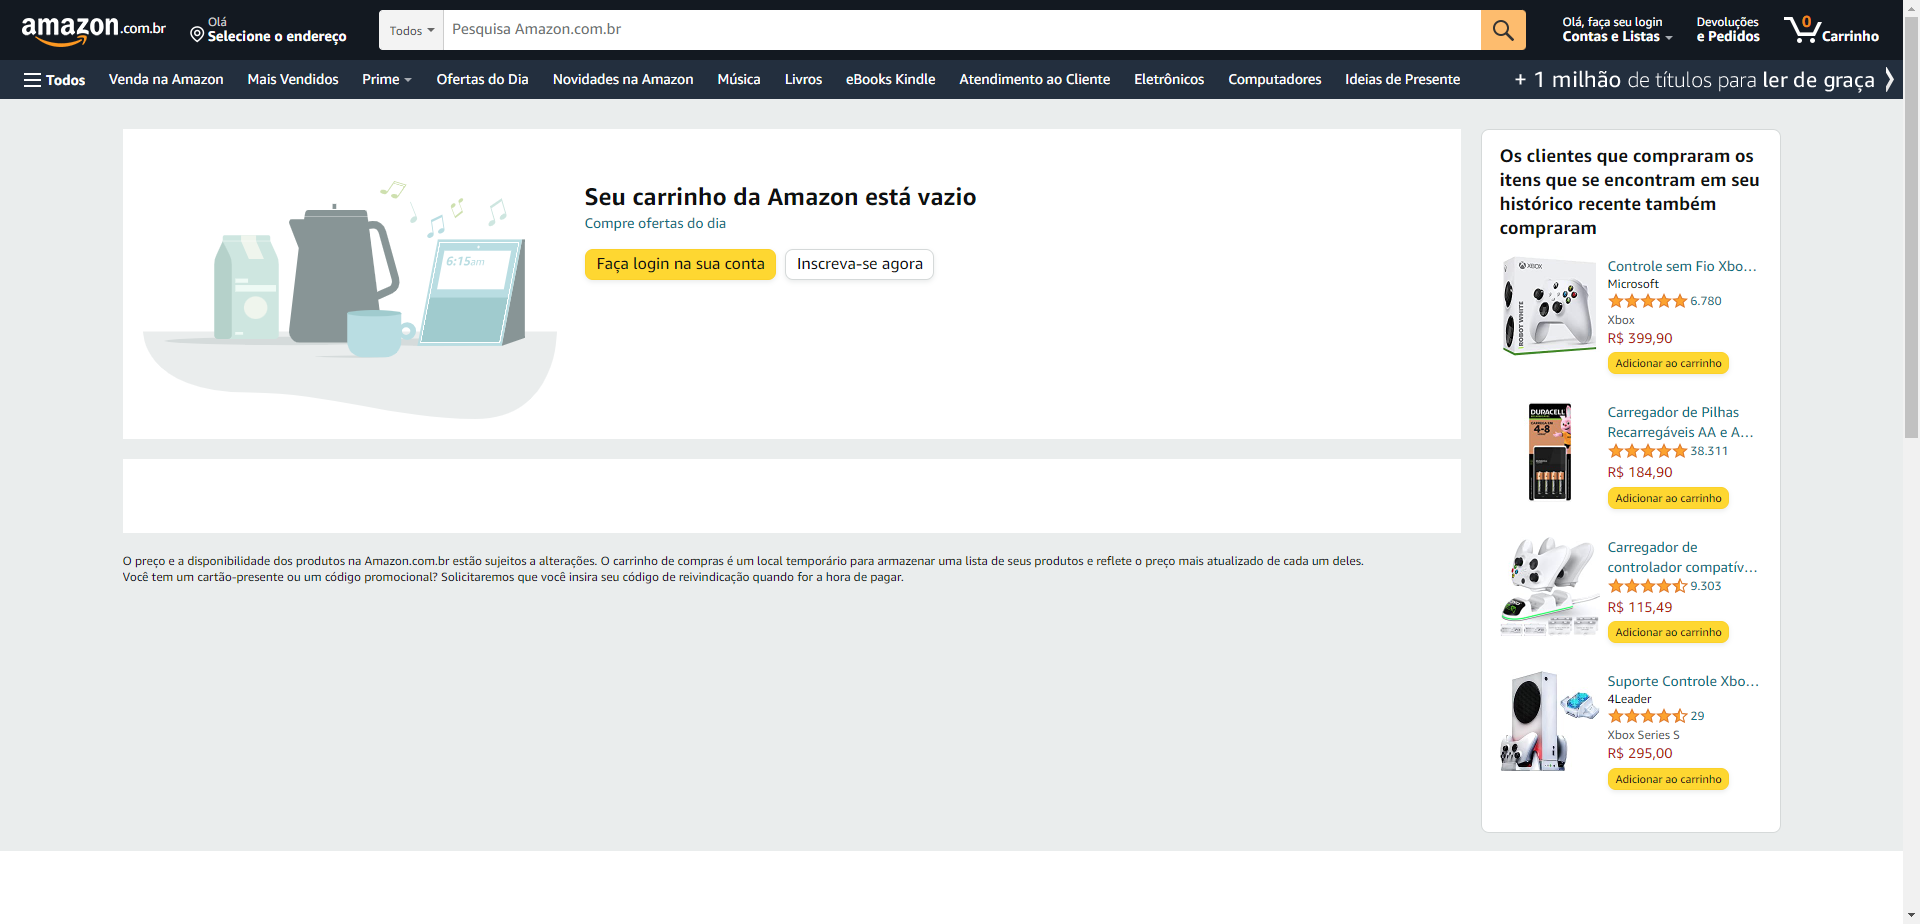 amazon.com.br
Olá
Selecione o endereço
Todos
Pesquisa Amazon.com.br
Olá, faça seu login
Contas e Listas
Devoluções
e Pedidos
0
Carrinho
Todos
Venda na Amazon
Mais Vendidos
Prime
Ofertas do Dia
Novidades na Amazon
Música
Livros
eBooks Kindle
Atendimento ao Cliente
Eletrônicos
Computadores
Ideias de Presente
+ 1 milhão de títulos para ler de graça
6:15am
Seu carrinho da Amazon está vazio
Compre ofertas do dia
Faça login na sua conta
Inscreva-se agora
O preço e a disponibilidade dos produtos na Amazon.com.br estão sujeitos a alterações. O carrinho de compras é um local temporário para armazenar uma lista de seus produtos e reflete o preço mais atualizado de cada um deles.
Você tem um cartão-presente ou um código promocional? Solicitaremos que você insira seu código de reivindicação quando for a hora de pagar.
Os clientes que compraram os
itens que se encontram em seu
histórico recente também
compraram
XBOX
ROBOT WHITE
Controle sem Fio Xbo…
Microsoft
6.780
Xbox
R$ 399,90
Adicionar ao carrinho
DURACELL
4-8
Carregador de Pilhas
Recarregáveis AA e A…
38.311
R$ 184,90
Adicionar ao carrinho
Carregador de
controlador compatív…
9.303
R$ 115,49
Adicionar ao carrinho
Suporte Controle Xbo…
4Leader
29
Xbox Series S
R$ 295,00
Adicionar ao carrinho